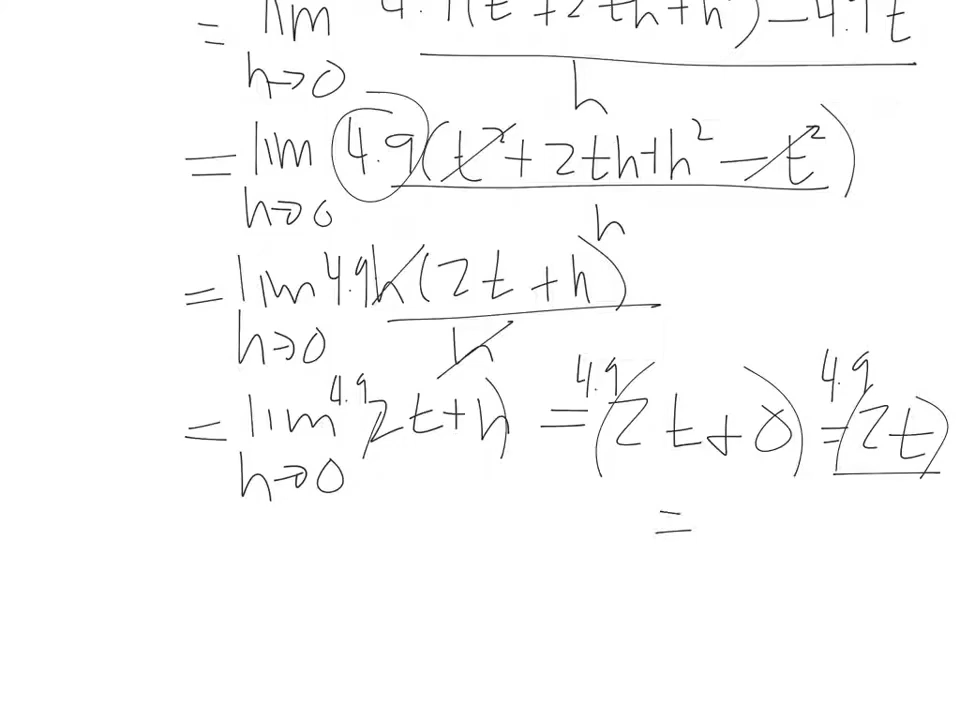 = lim 4.9(t²+2th+h²)-4.9t
h→0 h
= lim 4.9(t²+2th+h²-t²)
h→0 h
= lim 4.9h(2t+h)
h→0 h
= lim 4.9(2t+h) = 4.9(2t+0) = 4.9(2t)
h→0
=